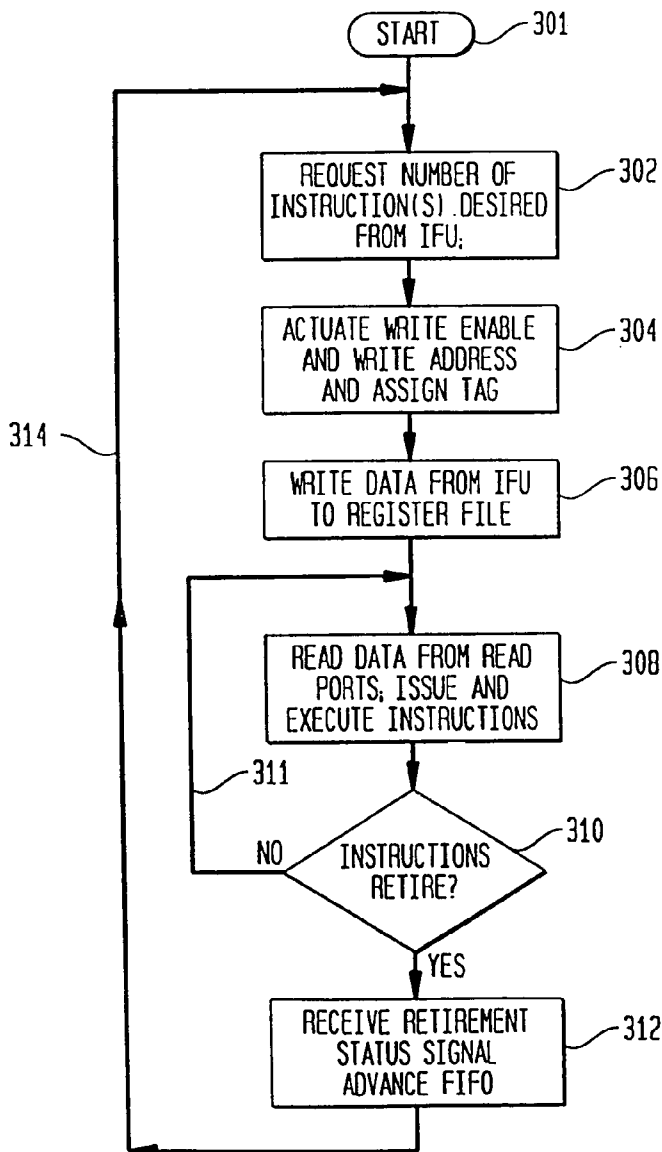 START
301
REQUEST NUMBER OF
INSTRUCTION(S) .DESIRED
FROM IFU;
302
ACTUATE WRITE ENABLE
AND WRITE ADDRESS
AND ASSIGN TAG
304
314
WRITE DATA FROM IFU
TO REGISTER FILE
306
READ DATA FROM READ
PORTS; ISSUE AND
EXECUTE INSTRUCTIONS
308
311
310
NO
INSTRUCTIONS
RETIRE?
YES
RECEIVE RETIREMENT
STATUS SIGNAL
ADVANCE FIFO
312